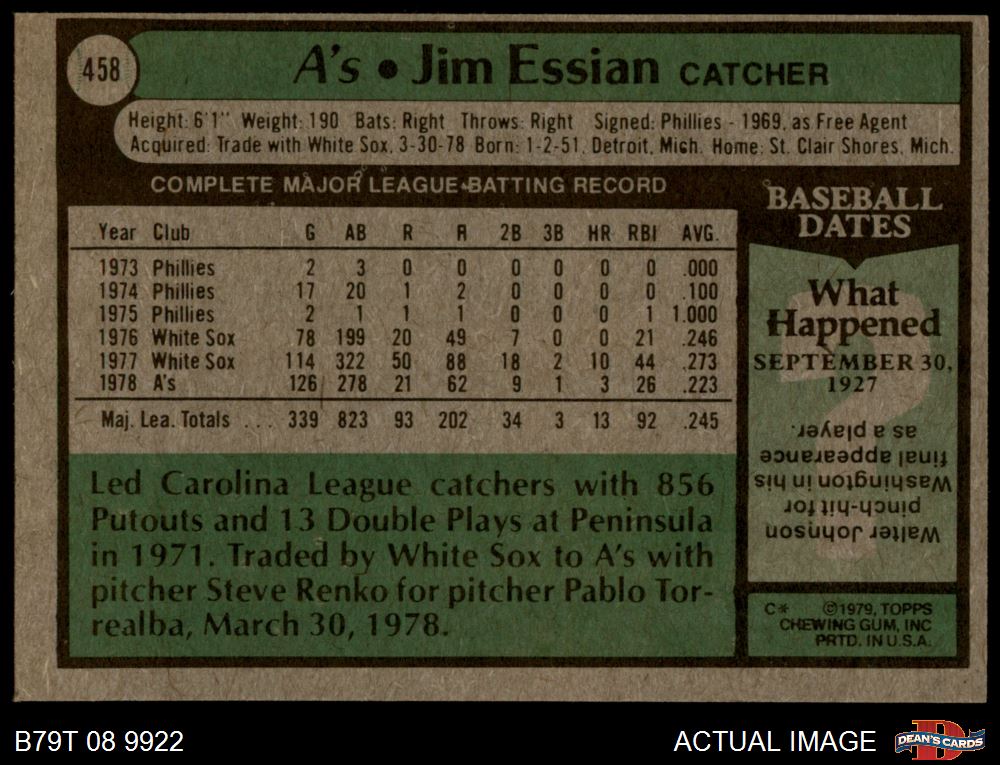 458
A's • Jim Essian CATCHER
Height: 6'1" Weight: 190 Bats: Right Throws: Right Signed: Phillies - 1969, as Free Agent
Acquired: Trade with White Sox, 3-30-78 Born: 1-2-51, Detroit, Mich. Home: St. Clair Shores, Mich.
COMPLETE MAJOR LEAGUE BATTING RECORD
Year Club G AB R H 2B 3B HR RBI AVG.
1973 Phillies 2 3 0 0 0 0 0 0 .000
1974 Phillies 17 20 1 2 0 0 0 0 .100
1975 Phillies 2 1 1 1 0 0 0 1 1.000
1976 White Sox 78 199 20 49 7 0 0 21 .246
1977 White Sox 114 322 50 88 18 2 10 44 .273
1978 A's 126 278 21 62 9 1 3 26 .223
Maj. Lea. Totals ... 339 823 93 202 34 3 13 92 .245
Led Carolina League catchers with 856
Putouts and 13 Double Plays at Peninsula
in 1971. Traded by White Sox to A's with
pitcher Steve Renko for pitcher Pablo Tor-
realba, March 30, 1978.
BASEBALL
DATES
What
Happened
SEPTEMBER 30,
1927
Walter Johnson
pinch-hit for
Washington in his
final appearance
as a player.
C* ©1979, TOPPS
CHEWING GUM, INC
PRTD. IN U.S.A.
B79T 08 9922
ACTUAL IMAGE
D
DEAN'S CARDS